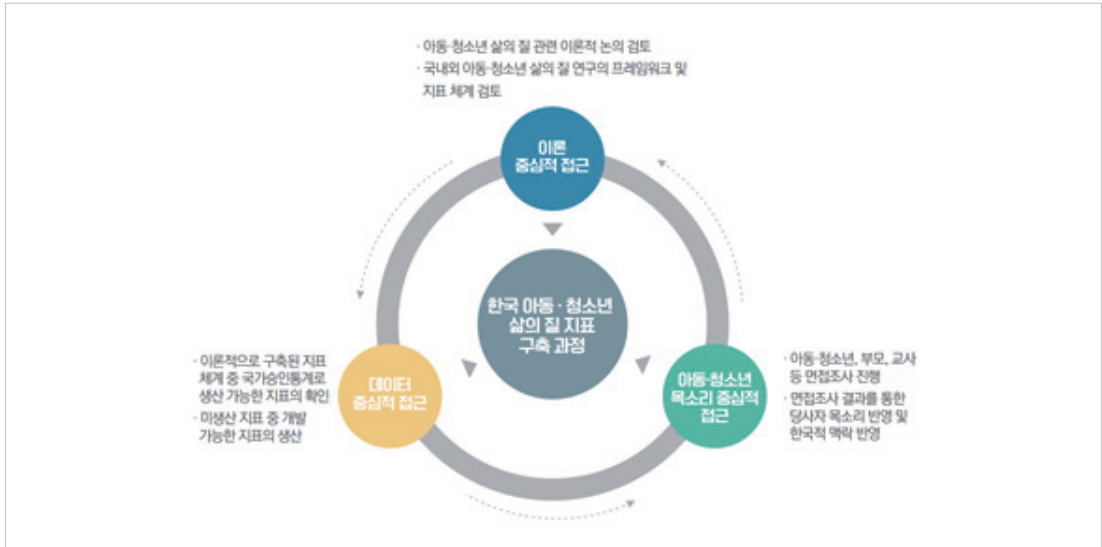 · 아동·청소년 삶의 질 관련 이론적 논의 검토
· 국내외 아동·청소년 삶의 질 연구의 프레임워크 및
지표 체계 검토
이론
중심적 접근
한국 아동·청소년
삶의 질 지표
구축 과정
· 이론적으로 구축된 지표
체계 중 국가승인통계로
생산 가능한 지표의 확인
· 미생산 지표 중 개발
가능한 지표의 생산
데이터
중심적 접근
아동·청소년
목소리 중심적
접근
· 아동·청소년, 부모, 교사
등 면접조사 진행
· 면접조사 결과를 통한
당사자 목소리 반영 및
한국적 맥락 반영